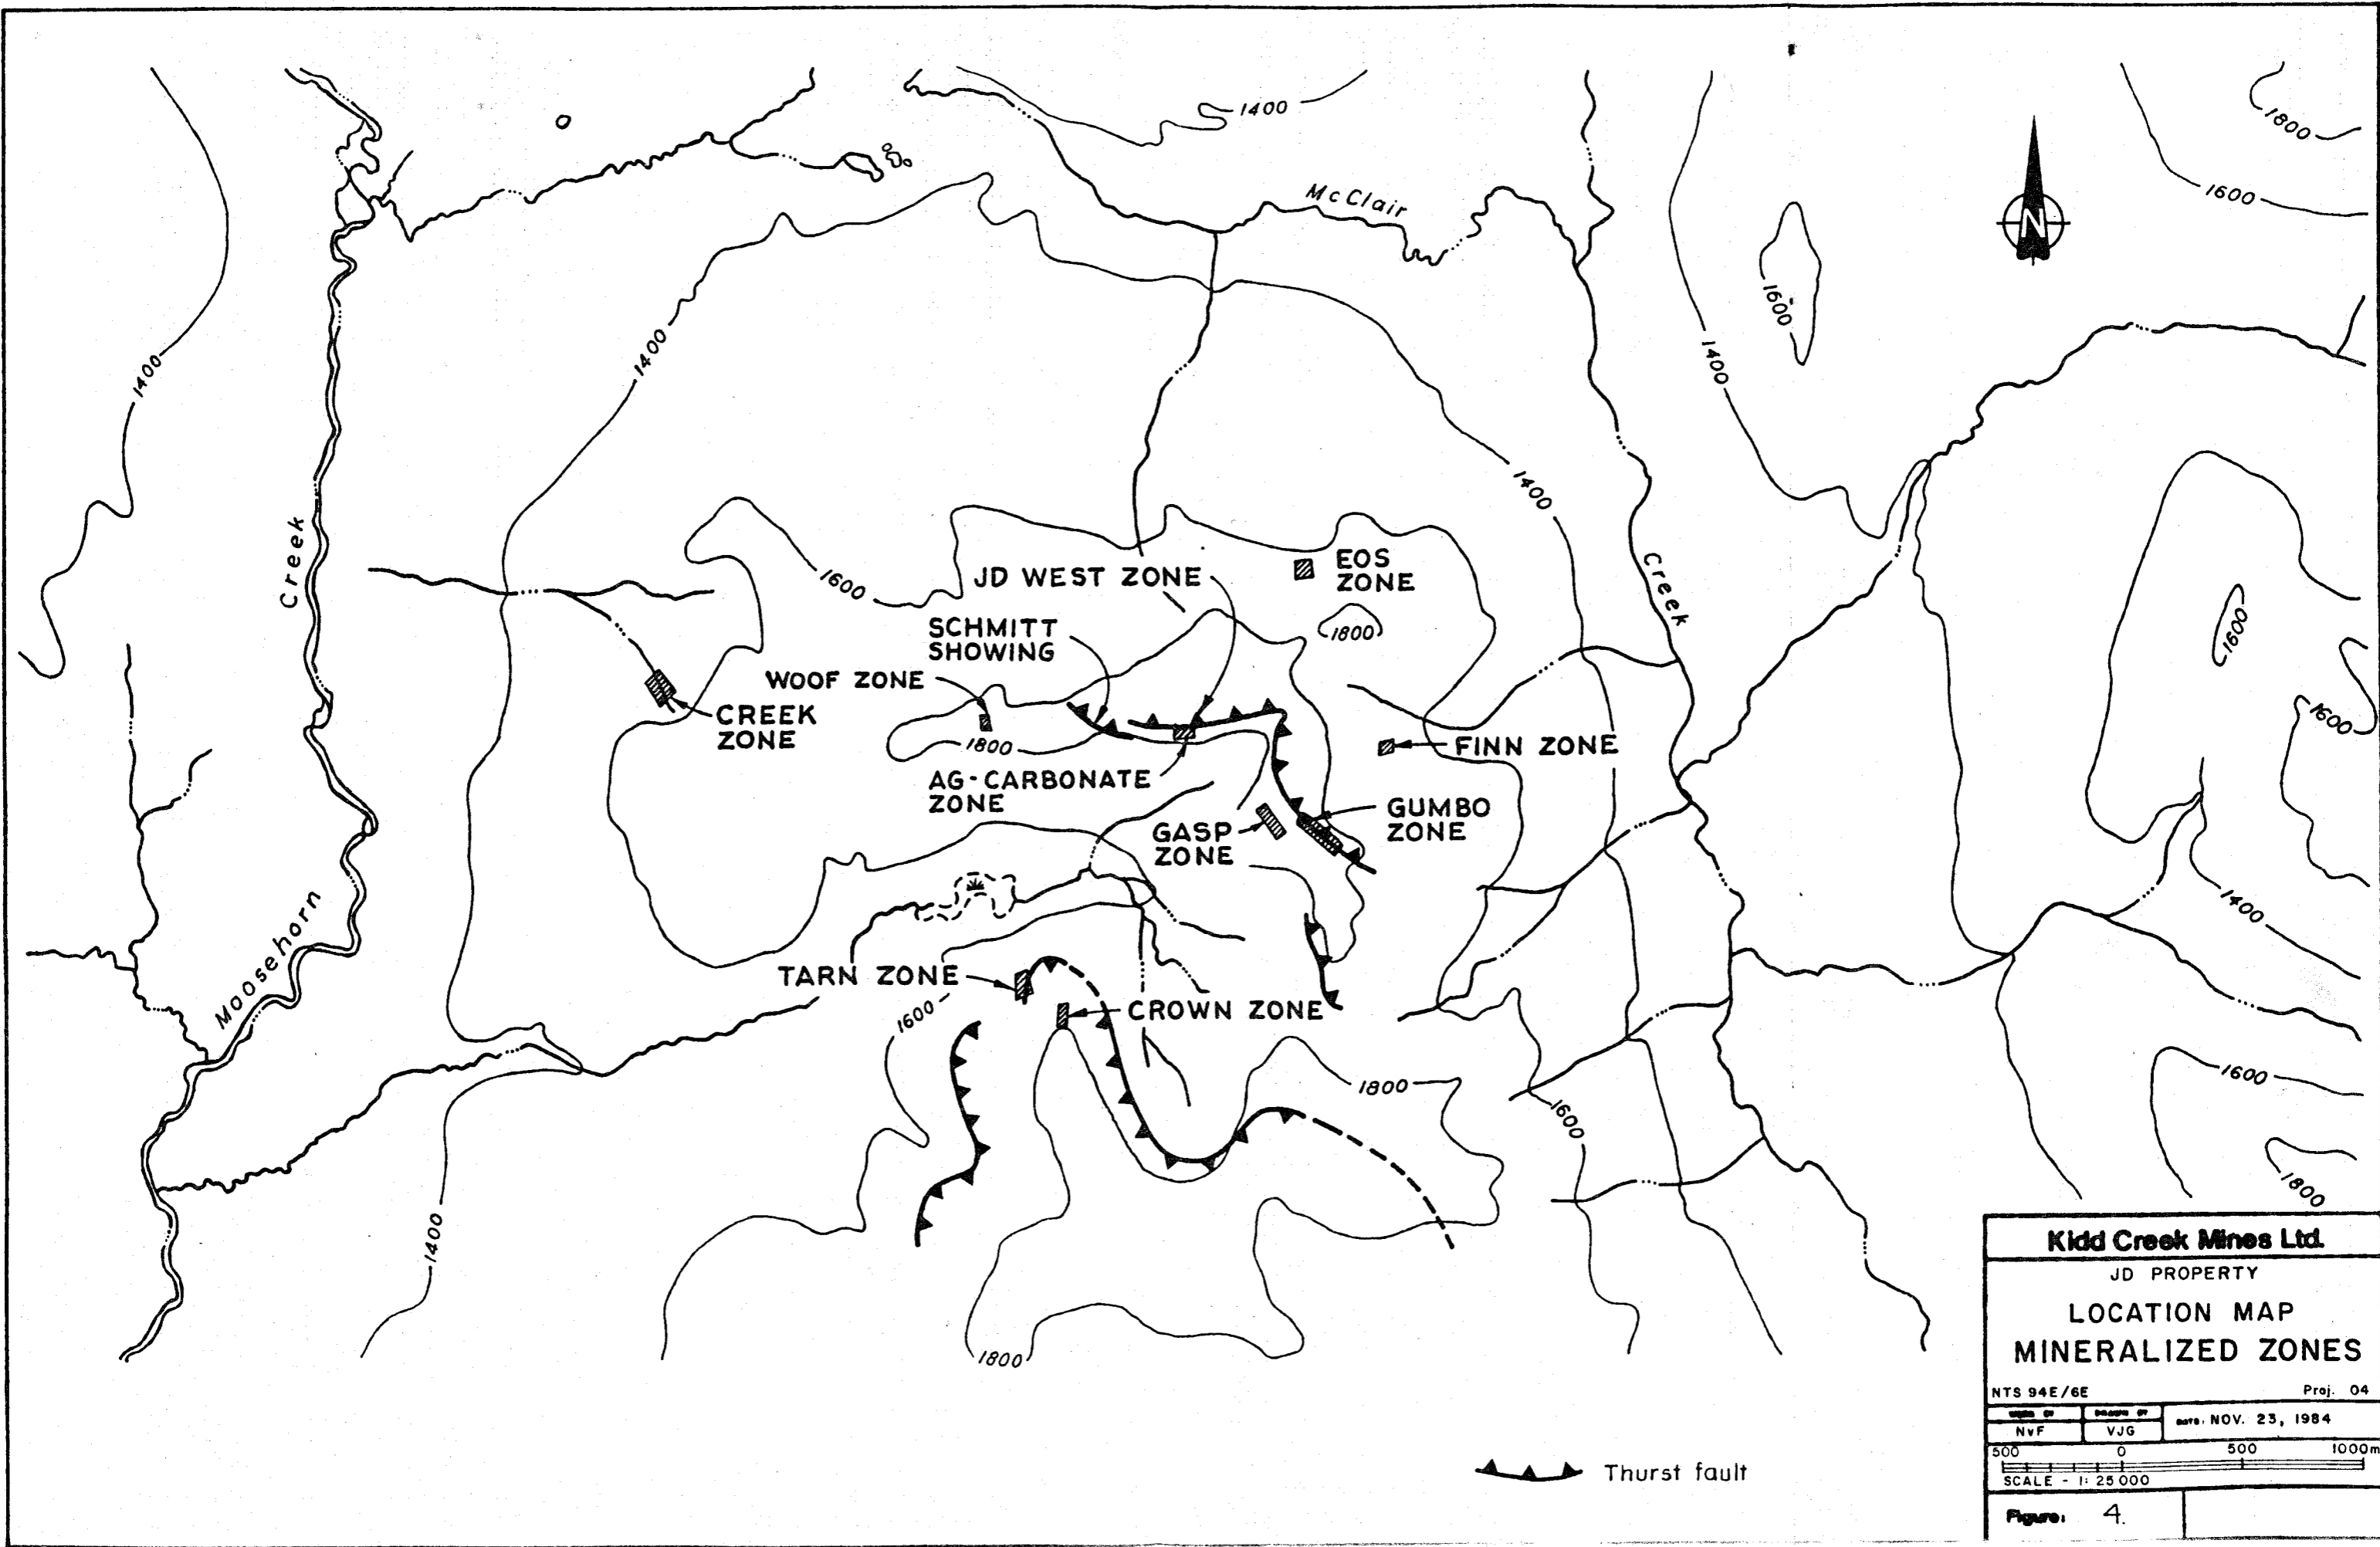 1400
1800
McClair
1600
N
1600
1400
1400
1400
1400
Creek
EOS
ZONE
JD WEST ZONE
1600
Creek
SCHMITT
SHOWING
1800
1600
WOOF ZONE
CREEK
ZONE
1800
FINN ZONE
1600
AG-CARBONATE
ZONE
GUMBO
ZONE
GASP
ZONE
1400
Moosehorn
TARN ZONE
CROWN ZONE
1600
1800
1600
1600
1800
1400
1800
Thurst fault
Kidd Creek Mines Ltd.
JD PROPERTY
LOCATION MAP
MINERALIZED ZONES
NTS 94E/6E Proj. 04
DRAWN BY DATE: NOV. 23, 1984
NvF VJG
500 0 500 1000m
SCALE - 1: 25 000
Figure: 4.